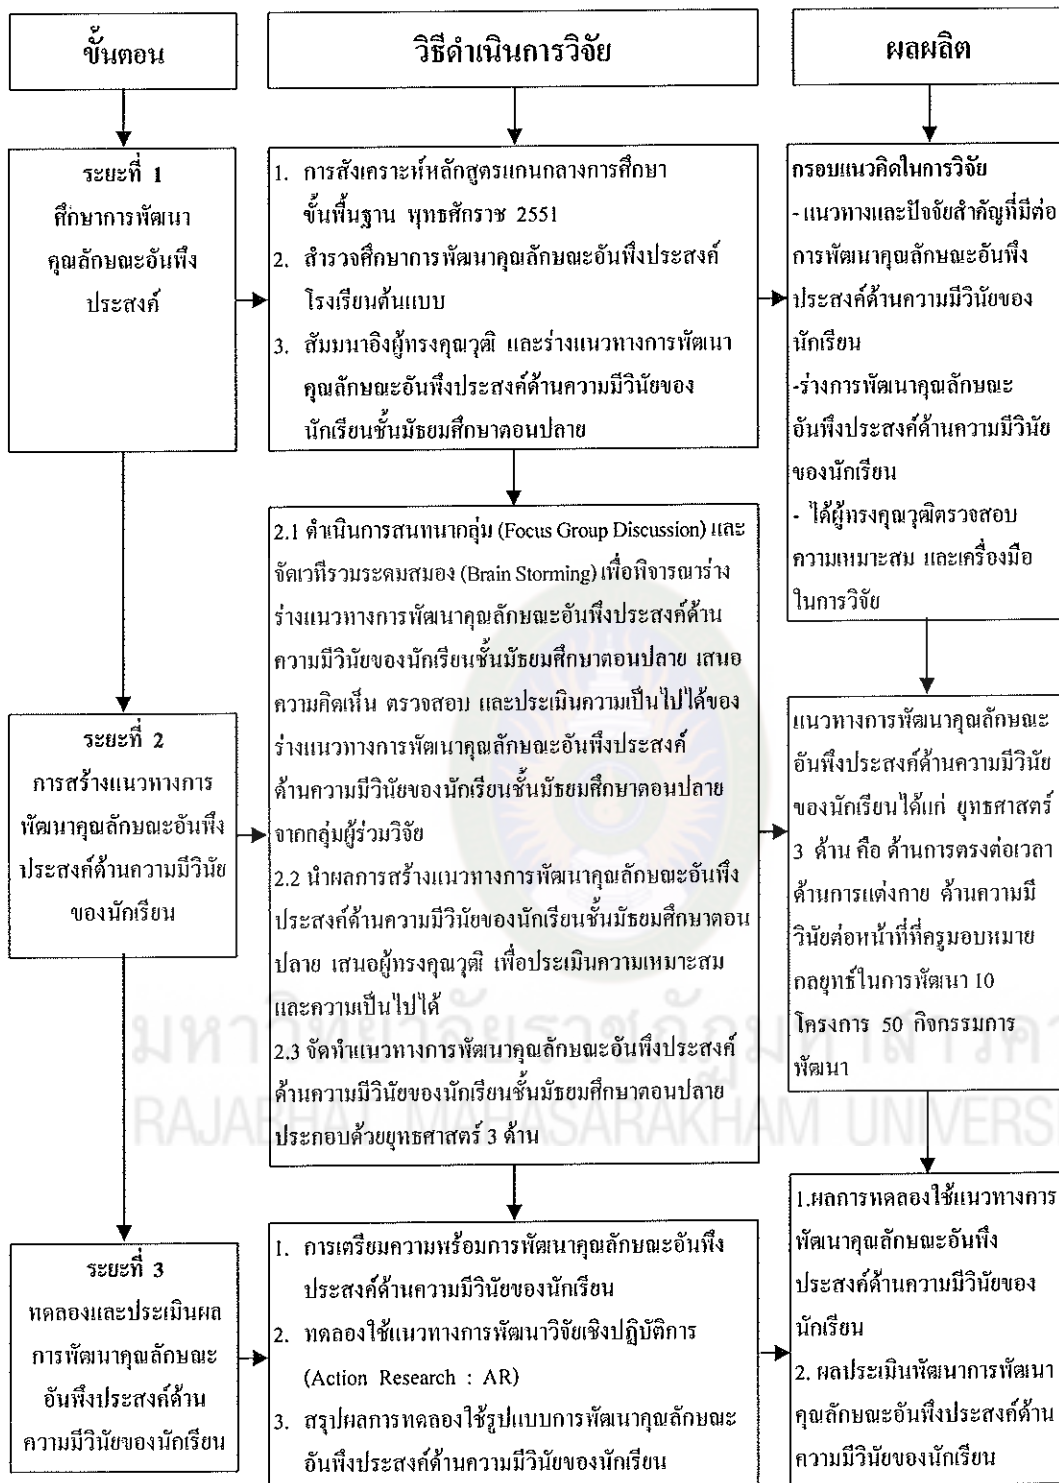 ขั้นตอน
วิธีดำเนินการวิจัย
ผลผลิต
ระยะที่ 1
ศึกษาการพัฒนา
คุณลักษณะอันพึง
ประสงค์
1. การสังเคราะห์หลักสูตรแกนกลางการศึกษา
ขั้นพื้นฐาน พุทธศักราช 2551
2. สำรวจศึกษาการพัฒนาคุณลักษณะอันพึงประสงค์
โรงเรียนต้นแบบ
3. สัมมนาอิงผู้ทรงคุณวุฒิ และร่างแนวทางการพัฒนา
คุณลักษณะอันพึงประสงค์ด้านความมีวินัยของ
นักเรียนชั้นมัธยมศึกษาตอนปลาย
กรอบแนวคิดในการวิจัย
- แนวทางและปัจจัยสำคัญที่มีต่อ
การพัฒนาคุณลักษณะอันพึง
ประสงค์ด้านความมีวินัยของ
นักเรียน
-ร่างการพัฒนาคุณลักษณะ
อันพึงประสงค์ด้านความมีวินัย
ของนักเรียน
- ได้ผู้ทรงคุณวุฒิตรวจสอบ
ความเหมาะสม และเครื่องมือ
ในการวิจัย
ระยะที่ 2
การสร้างแนวทางการ
พัฒนาคุณลักษณะอันพึง
ประสงค์ด้านความมีวินัย
ของนักเรียน
2.1 ดำเนินการสนทนากลุ่ม (Focus Group Discussion) และ
จัดเวทีรวมระดมสมอง (Brain Storming) เพื่อพิจารณาร่าง
ร่างแนวทางการพัฒนาคุณลักษณะอันพึงประสงค์ด้าน
ความมีวินัยของนักเรียนชั้นมัธยมศึกษาตอนปลาย เสนอ
ความคิดเห็น ตรวจสอบ และประเมินความเป็นไปได้ของ
ร่างแนวทางการพัฒนาคุณลักษณะอันพึงประสงค์
ด้านความมีวินัยของนักเรียนชั้นมัธยมศึกษาตอนปลาย
จากกลุ่มผู้ร่วมวิจัย
2.2 นำผลการสร้างแนวทางการพัฒนาคุณลักษณะอันพึง
ประสงค์ด้านความมีวินัยของนักเรียนชั้นมัธยมศึกษาตอน
ปลาย เสนอผู้ทรงคุณวุฒิ เพื่อประเมินความเหมาะสม
และความเป็นไปได้
2.3 จัดทำแนวทางการพัฒนาคุณลักษณะอันพึงประสงค์
ด้านความมีวินัยของนักเรียนชั้นมัธยมศึกษาตอนปลาย
ประกอบด้วยยุทธศาสตร์ 3 ด้าน
แนวทางการพัฒนาคุณลักษณะ
อันพึงประสงค์ด้านความมีวินัย
ของนักเรียนได้แก่ ยุทธศาสตร์
3 ด้าน คือ ด้านการตรงต่อเวลา
ด้านการแต่งกาย ด้านความมี
วินัยต่อหน้าที่ที่ครูมอบหมาย
กลยุทธ์ในการพัฒนา 10
โครงการ 50 กิจกรรมการ
พัฒนา
มหาวิทยาลัยราชภัฏมหาสารคา
RAJABHAT MAHASARAKHAM UNIVERSI
ระยะที่ 3
ทดลองและประเมินผล
การพัฒนาคุณลักษณะ
อันพึงประสงค์ด้าน
ความมีวินัยของนักเรียน
1. การเตรียมความพร้อมการพัฒนาคุณลักษณะอันพึง
ประสงค์ด้านความมีวินัยของนักเรียน
2. ทดลองใช้แนวทางการพัฒนาวิจัยเชิงปฏิบัติการ
(Action Research : AR)
3. สรุปผลการทดลองใช้รูปแบบการพัฒนาคุณลักษณะ
อันพึงประสงค์ด้านความมีวินัยของนักเรียน
1.ผลการทดลองใช้แนวทางการ
พัฒนาคุณลักษณะอันพึง
ประสงค์ด้านความมีวินัยของ
นักเรียน
2. ผลประเมินพัฒนาการพัฒนา
คุณลักษณะอันพึงประสงค์ด้าน
ความมีวินัยของนักเรียน